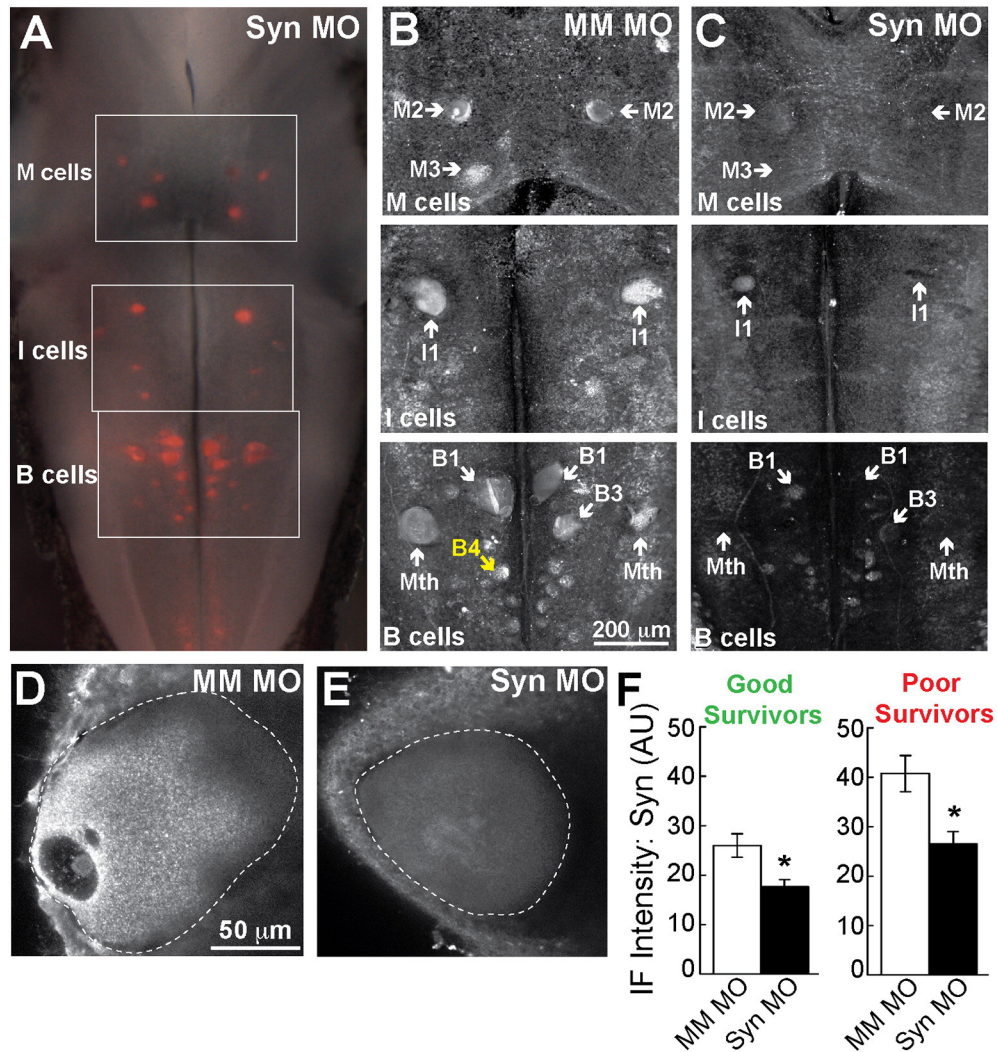 A
Syn MO
M cells
I cells
B cells
B
MM MO
M2
M2
M3
M cells
I1
I1
I cells
B1
B1
B3
Mth
B4
Mth
B cells
200 μm
C
Syn MO
M2
M2
M3
M cells
I1
I1
I cells
B1
B1
B3
Mth
Mth
B cells
D
MM MO
50 μm
E
Syn MO
F
Good
Survivors
Poor
Survivors
IF Intensity: Syn (AU)
50
40
30
20
10
0
*
MM MO
Syn MO
50
40
30
20
10
0
*
MM MO
Syn MO